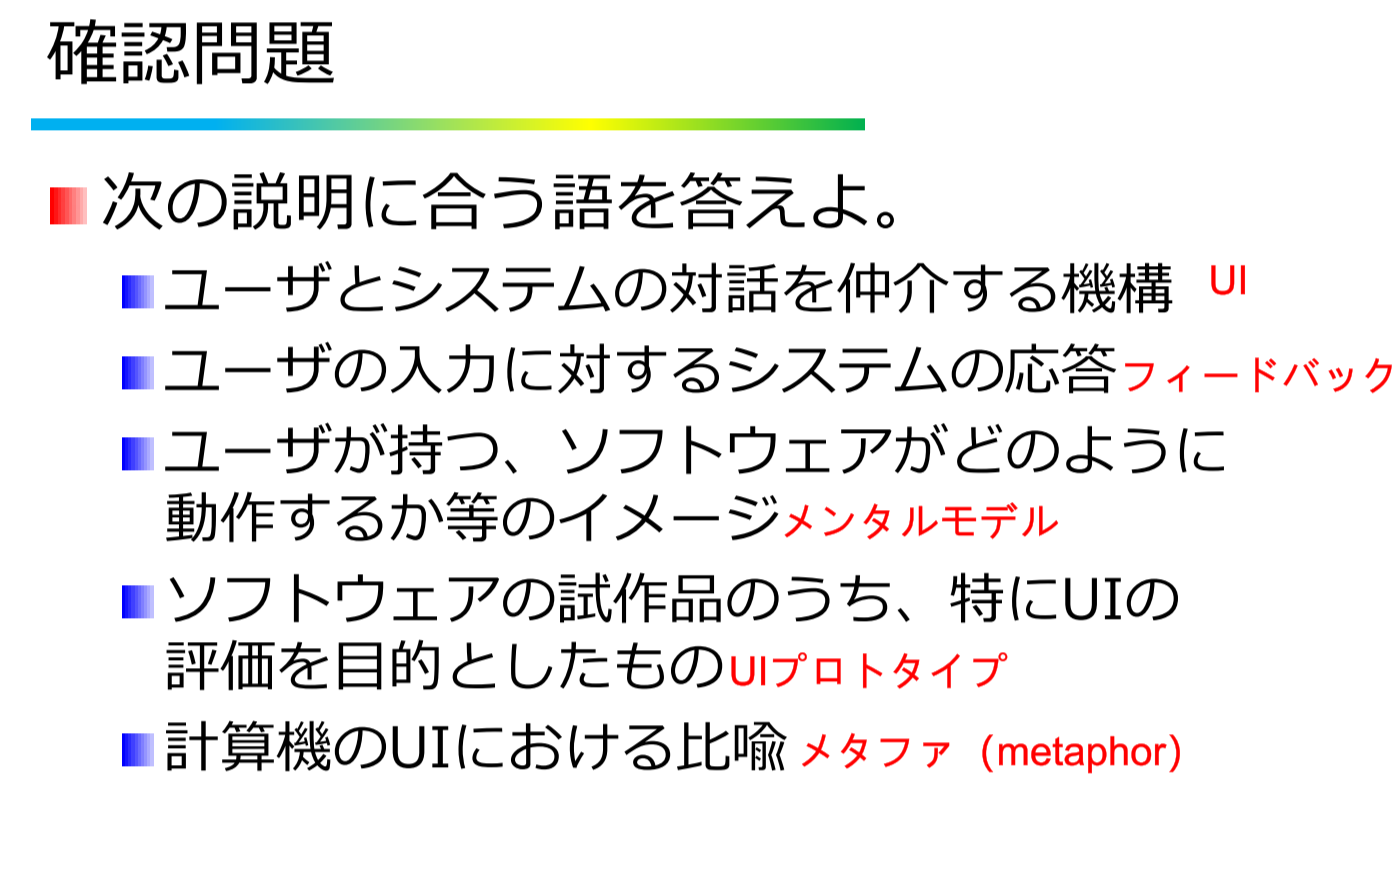 確認問題
次の説明に合う語を答えよ。
ユーザとシステムの対話を仲介する機構 UI
ユーザの入力に対するシステムの応答フィードバック
ユーザが持つ、ソフトウェアがどのように
動作するか等のイメージメンタルモデル
ソフトウェアの試作品のうち、特にUIの
評価を目的としたものUIプロトタイプ
計算機のUIにおける比喩 メタファ（metaphor）